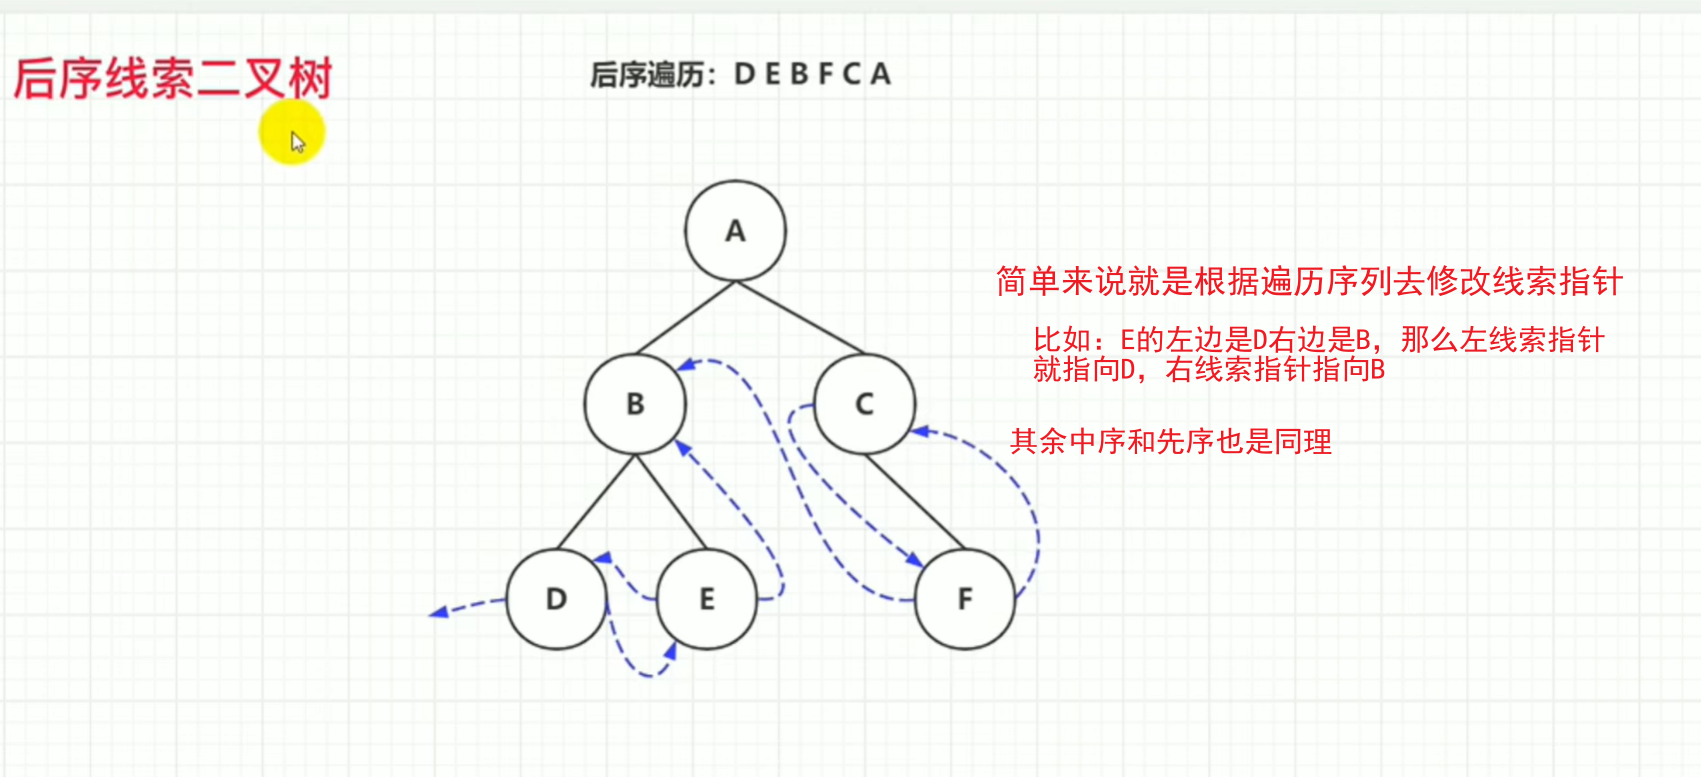 后序线索二叉树
后序遍历：D E B F C A
A
简单来说就是根据遍历序列去修改线索指针
比如：E的左边是D右边是B，那么左线索指针
就指向D，右线索指针指向B
B
C
其余中序和先序也是同理
D
E
F